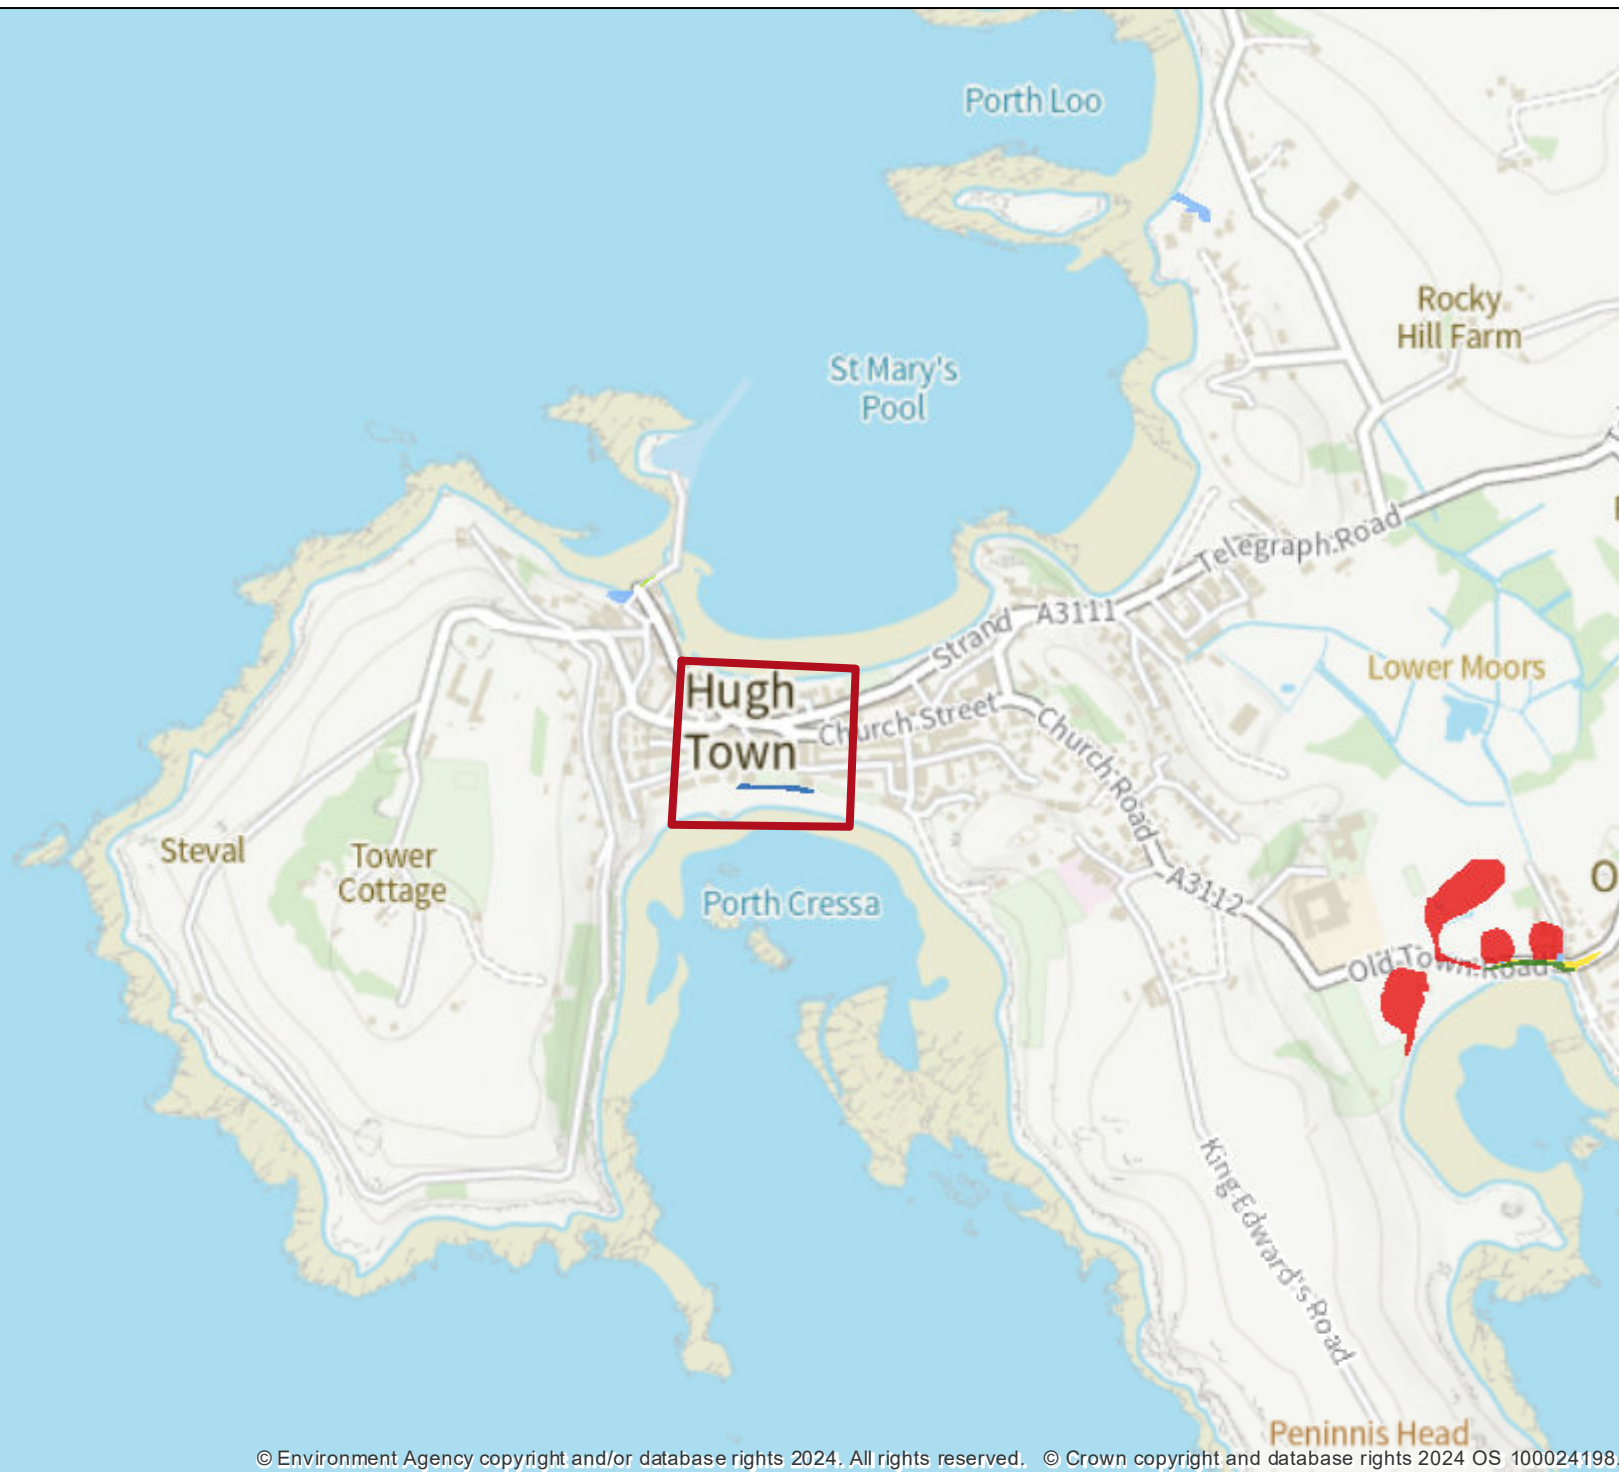 Porth Loo
Rocky
Hill Farm
St Mary's
Pool
Telegraph Road
A3111
Strand
Lower Moors
Hugh
Town
Church Street
Church Road
Steval
Tower
Cottage
A3112
Porth Cressa
Old Town Roads
King Edward's Road
Peninnis Head
© Environment Agency copyright and/or database rights 2024. All rights reserved. © Crown copyright and database rights 2024 OS 100024198